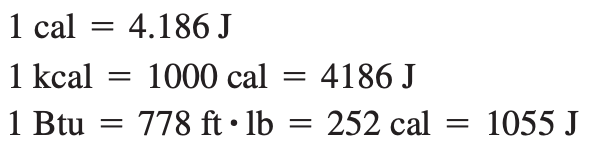 1 cal = 4.186 J
1 kcal = 1000 cal = 4186 J
1 Btu = 778 ft · lb = 252 cal = 1055 J